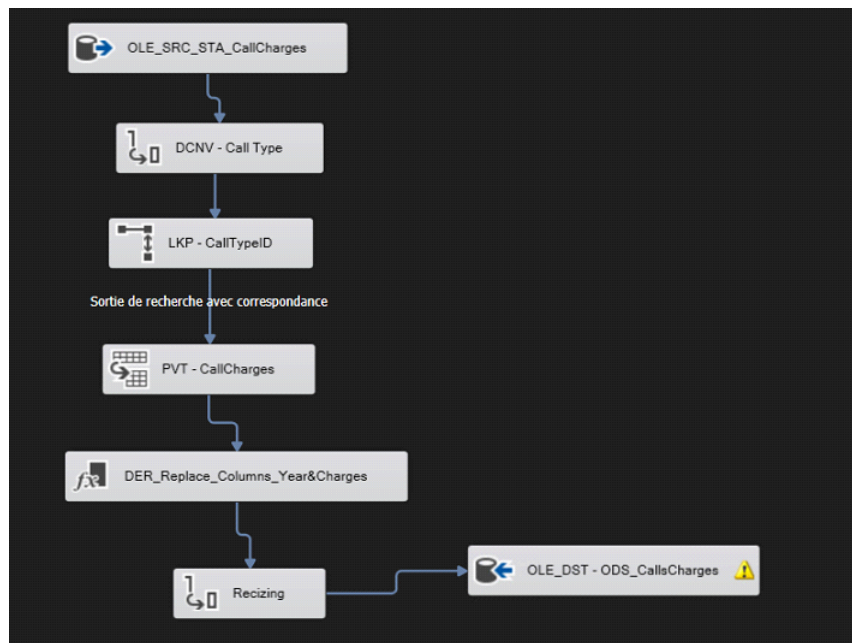 OLE_SRC_STA_CallCharges
DCNV - Call Type
LKP - CallTypeID
Sortie de recherche avec correspondance
PVT - CallCharges
DER_Replace_Columns_Year&Charges
Recizing
OLE_DST - ODS_CallsCharges